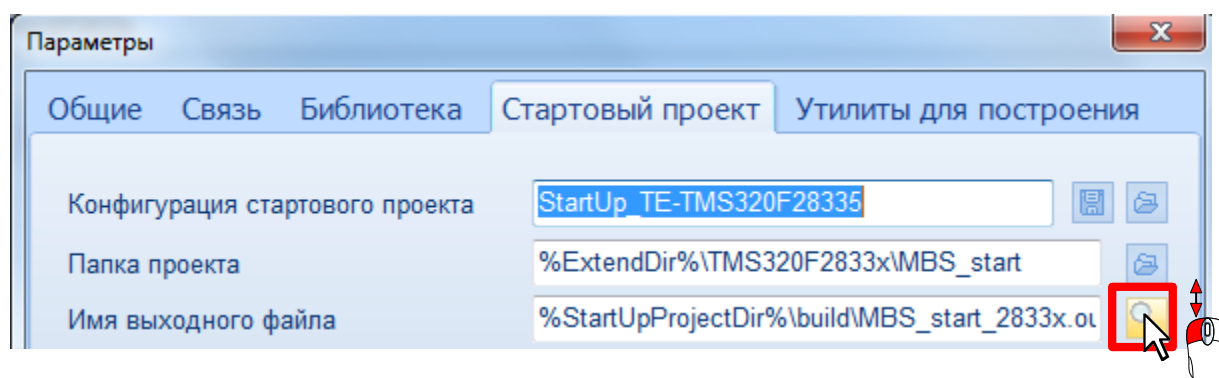 Параметры
Общие Связь Библиотека Стартовый проект Утилиты для построения
Конфигурация стартового проекта StartUp_TE-TMS320F28335
Папка проекта %ExtendDir%\TMS320F2833x\MBS_start
Имя выходного файла %StartUpProjectDir%\build\MBS_start_2833x.ou